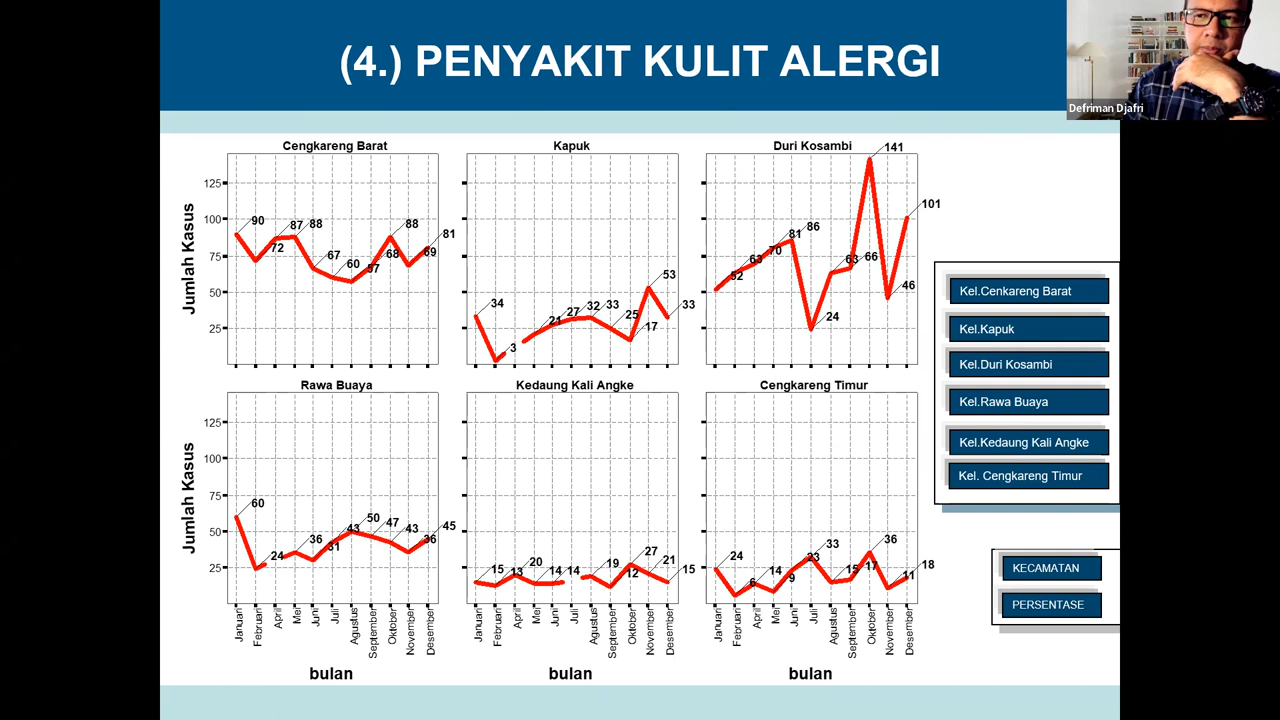 (4.) PENYAKIT KULIT ALERGI
Defriman Djafri
Cengkareng Barat
Kapuk
Duri Kosambi
Jumlah Kasus
125
100
75
50
25
90
72
87
88
67
60
57
68
88
69
81
34
3
21
27
32
33
25
17
53
33
52
63
70
81
86
24
63
66
141
46
101
Rawa Buaya
Kedaung Kali Angke
Cengkareng Timur
Jumlah Kasus
125
100
75
50
25
60
24
36
31
43
50
47
43
36
45
15
13
20
14
14
19
12
27
21
15
24
6
14
9
23
33
15
17
36
11
18
Januari
Februari
April
Mei
Juni
Juli
Agustus
September
Oktober
November
Desember
Januari
Februari
April
Mei
Juni
Juli
Agustus
September
Oktober
November
Desember
Januari
Februari
April
Mei
Juni
Juli
Agustus
September
Oktober
November
Desember
bulan
bulan
bulan
Kel.Cenkareng Barat
Kel.Kapuk
Kel.Duri Kosambi
Kel.Rawa Buaya
Kel.Kedaung Kali Angke
Kel. Cengkareng Timur
KECAMATAN
PERSENTASE